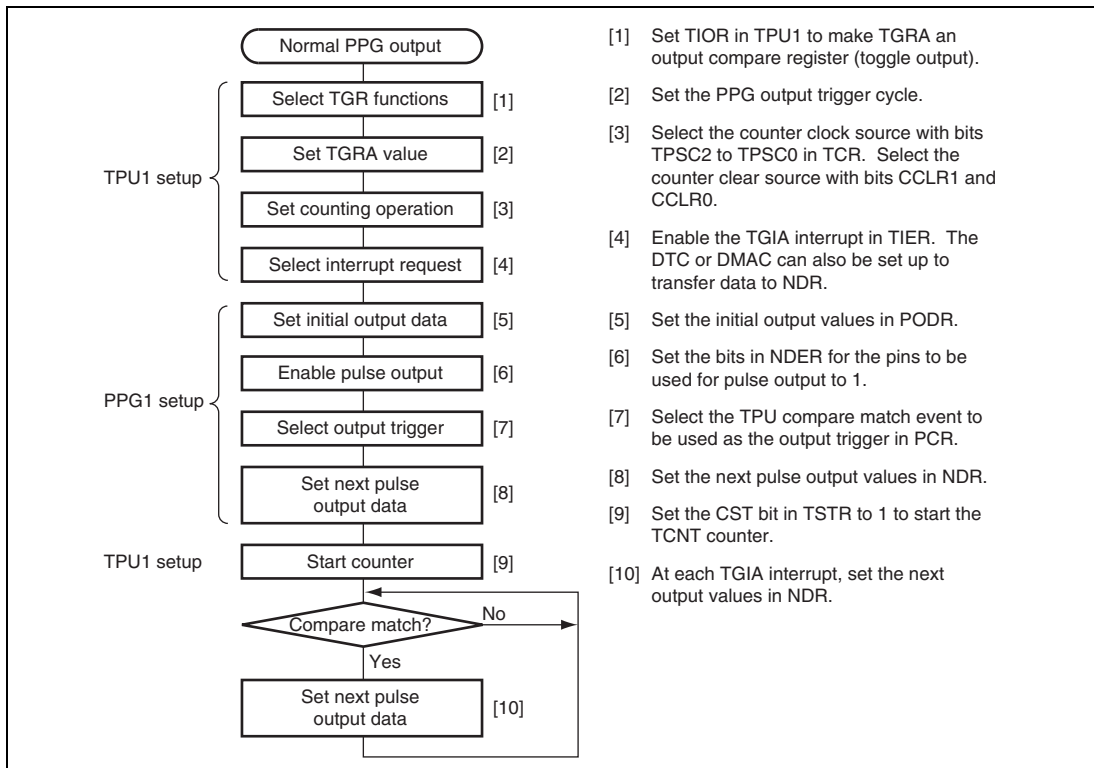 Normal PPG output
Select TGR functions [1]
Set TGRA value [2]
TPU1 setup
Set counting operation [3]
Select interrupt request [4]
Set initial output data [5]
Enable pulse output [6]
PPG1 setup
Select output trigger [7]
Set next pulse
output data [8]
TPU1 setup
Start counter [9]
Compare match?
No
Yes
Set next pulse
output data [10]
[1] Set TIOR in TPU1 to make TGRA an
output compare register (toggle output).
[2] Set the PPG output trigger cycle.
[3] Select the counter clock source with bits
TPSC2 to TPSC0 in TCR. Select the
counter clear source with bits CCLR1 and
CCLR0.
[4] Enable the TGIA interrupt in TIER. The
DTC or DMAC can also be set up to
transfer data to NDR.
[5] Set the initial output values in PODR.
[6] Set the bits in NDER for the pins to be
used for pulse output to 1.
[7] Select the TPU compare match event to
be used as the output trigger in PCR.
[8] Set the next pulse output values in NDR.
[9] Set the CST bit in TSTR to 1 to start the
TCNT counter.
[10] At each TGIA interrupt, set the next
output values in NDR.